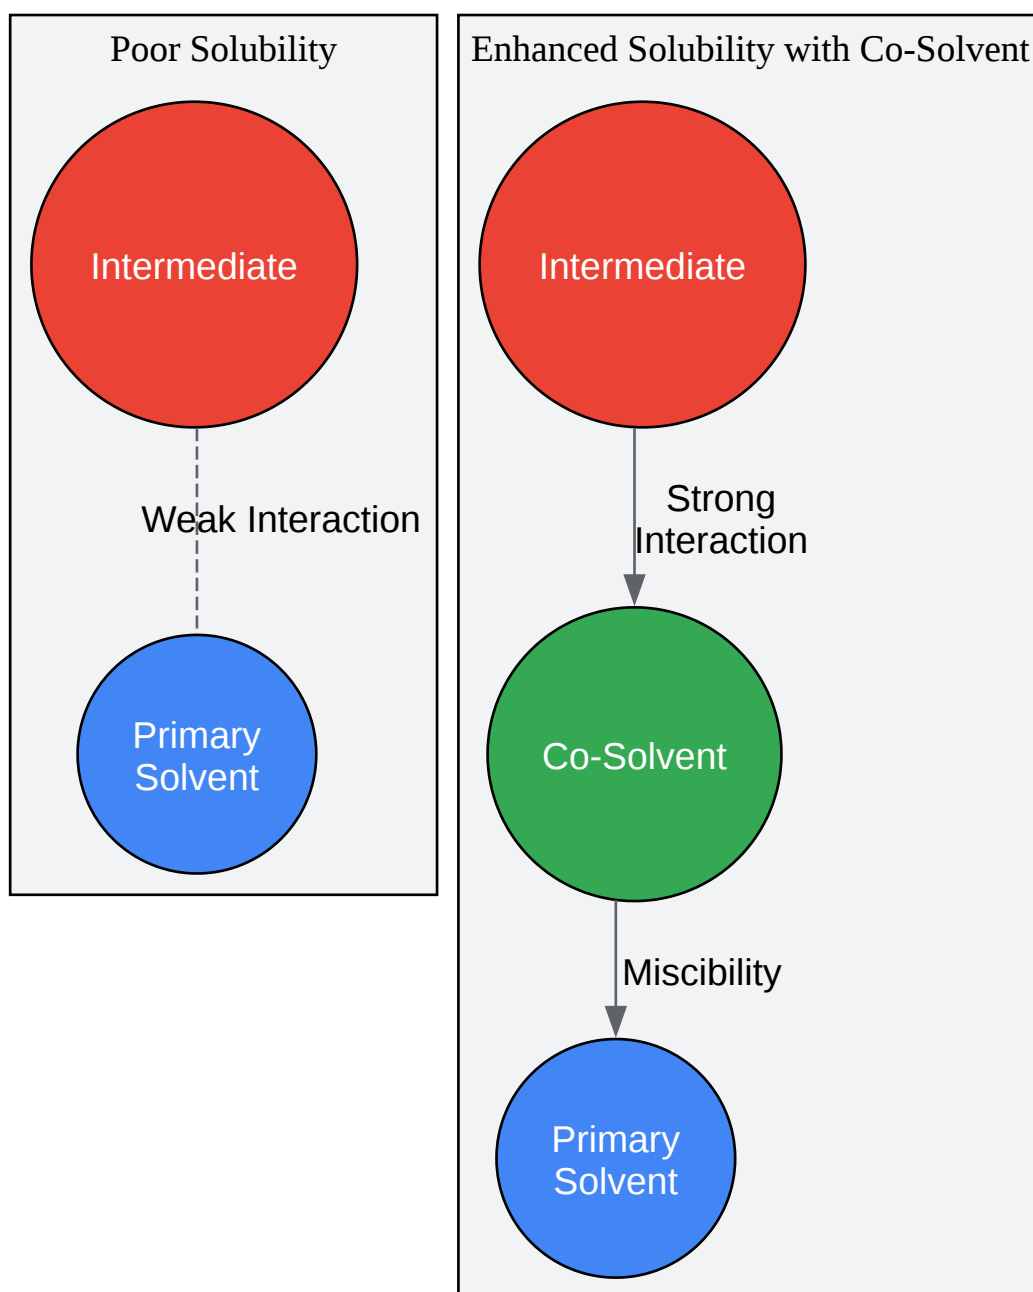 Poor Solubility
Intermediate
Weak Interaction
Primary
Solvent
Enhanced Solubility with Co-Solvent
Intermediate
Strong
Interaction
Co-Solvent
Miscibility
Primary
Solvent